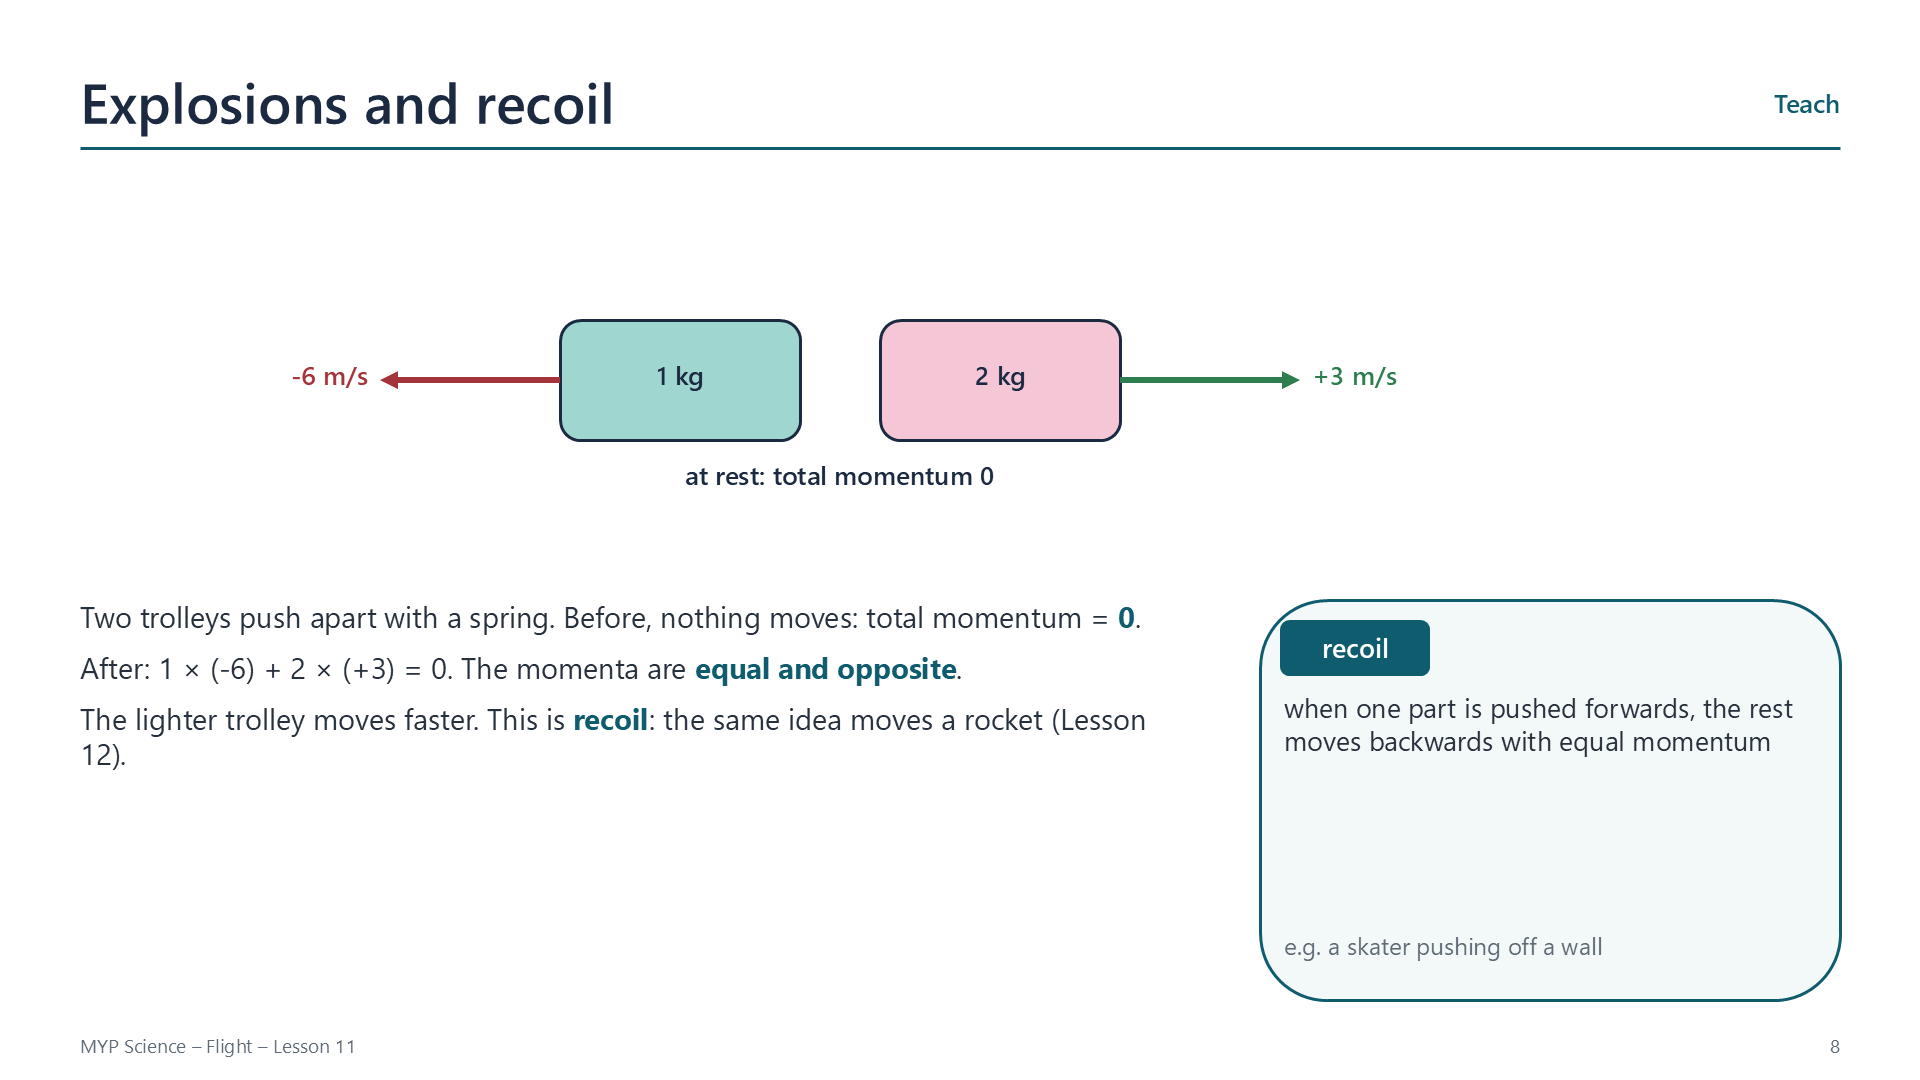 Explosions and recoil
Teach
-6 m/s
1 kg
2 kg
+3 m/s
at rest: total momentum 0
Two trolleys push apart with a spring. Before, nothing moves: total momentum = 0.
After: 1 × (-6) + 2 × (+3) = 0. The momenta are equal and opposite.
The lighter trolley moves faster. This is recoil: the same idea moves a rocket (Lesson
12).
recoil
when one part is pushed forwards, the rest
moves backwards with equal momentum
e.g. a skater pushing off a wall
MYP Science – Flight – Lesson 11
8